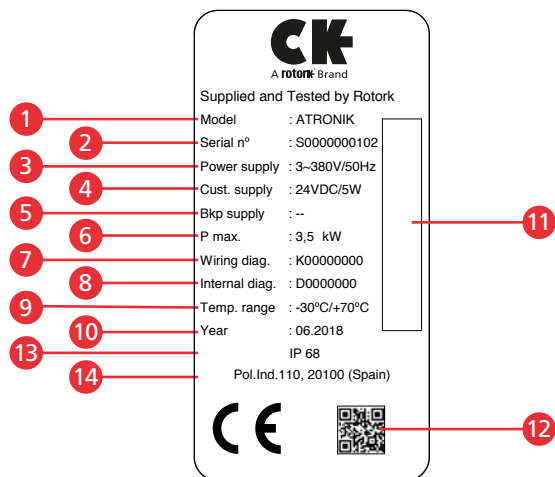 CK
A rotork Brand
Supplied and Tested by Rotork
1 Model : ATRONIK
2 Serial nº : S0000000102
3 Power supply : 3~380V/50Hz
4 Cust. supply : 24VDC/5W
5 Bkp supply : --
6 P max. : 3,5 kW
7 Wiring diag. : K00000000
8 Internal diag. : D0000000
9 Temp. range : -30ºC/+70ºC
10 Year : 06.2018
13 IP 68
14 Pol.Ind.110, 20100 (Spain)
11
CE
12